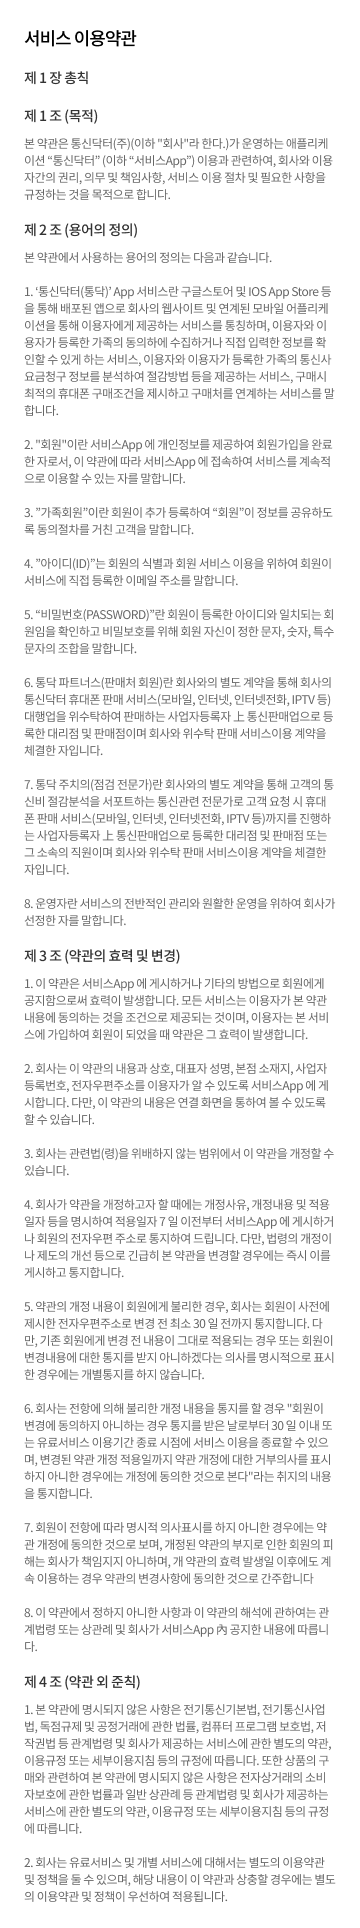 서비스 이용약관
제 1 장 총칙
제 1 조 (목적)
본 약관은 통신닥터(주)(이하 "회사"라 한다.)가 운영하는 애플리케
이션 “통신닥터” (이하 “서비스App”) 이용과 관련하여, 회사와 이용
자간의 권리, 의무 및 책임사항, 서비스 이용 절차 및 필요한 사항을
규정하는 것을 목적으로 합니다.
제 2 조 (용어의 정의)
본 약관에서 사용하는 용어의 정의는 다음과 같습니다.
1. ‘통신닥터(통닥)’ App 서비스란 구글스토어 및 IOS App Store 등
을 통해 배포된 앱으로 회사의 웹사이트 및 연계된 모바일 어플리케
이션을 통해 이용자에게 제공하는 서비스를 통칭하며, 이용자와 이
용자가 등록한 가족의 동의하에 수집하거나 직접 입력한 정보를 확
인할 수 있게 하는 서비스, 이용자와 이용자가 등록한 가족의 통신사
요금청구 정보를 분석하여 절감방법 등을 제공하는 서비스, 구매시
최적의 휴대폰 구매조건을 제시하고 구매처를 연계하는 서비스를 말
합니다.
2. "회원"이란 서비스App 에 개인정보를 제공하여 회원가입을 완료
한 자로서, 이 약관에 따라 서비스App 에 접속하여 서비스를 계속적
으로 이용할 수 있는 자를 말합니다.
3. ”가족회원”이란 회원이 추가 등록하여 “회원”이 정보를 공유하도
록 동의절차를 거친 고객을 말합니다.
4. ”아이디(ID)”는 회원의 식별과 회원 서비스 이용을 위하여 회원이
서비스에 직접 등록한 이메일 주소를 말합니다.
5. “비밀번호(PASSWORD)”란 회원이 등록한 아이디와 일치되는 회
원임을 확인하고 비밀보호를 위해 회원 자신이 정한 문자, 숫자, 특수
문자의 조합을 말합니다.
6. 통닥 파트너스(판매처 회원)란 회사와의 별도 계약을 통해 회사의
통신닥터 휴대폰 판매 서비스(모바일, 인터넷, 인터넷전화, IPTV 등)
대행업을 위수탁하여 판매하는 사업자등록자 上 통신판매업으로 등
록한 대리점 및 판매점이며 회사와 위수탁 판매 서비스이용 계약을
체결한 자입니다.
7. 통닥 주치의(점검 전문가)란 회사와의 별도 계약을 통해 고객의 통
신비 절감분석을 서포트하는 통신관련 전문가로 고객 요청 시 휴대
폰 판매 서비스(모바일, 인터넷, 인터넷전화, IPTV 등)까지를 진행하
는 사업자등록자 上 통신판매업으로 등록한 대리점 및 판매점 또는
그 소속의 직원이며 회사와 위수탁 판매 서비스이용 계약을 체결한
자입니다.
8. 운영자란 서비스의 전반적인 관리와 원활한 운영을 위하여 회사가
선정한 자를 말합니다.
제 3 조 (약관의 효력 및 변경)
1. 이 약관은 서비스App 에 게시하거나 기타의 방법으로 회원에게
공지함으로써 효력이 발생합니다. 모든 서비스는 이용자가 본 약관
내용에 동의하는 것을 조건으로 제공되는 것이며, 이용자는 본 서비
스에 가입하여 회원이 되었을 때 약관은 그 효력이 발생합니다.
2. 회사는 이 약관의 내용과 상호, 대표자 성명, 본점 소재지, 사업자
등록번호, 전자우편주소를 이용자가 알 수 있도록 서비스App 에 게
시합니다. 다만, 이 약관의 내용은 연결 화면을 통하여 볼 수 있도록
할 수 있습니다.
3. 회사는 관련법(령)을 위배하지 않는 범위에서 이 약관을 개정할 수
있습니다.
4. 회사가 약관을 개정하고자 할 때에는 개정사유, 개정내용 및 적용
일자 등을 명시하여 적용일자 7 일 이전부터 서비스App 에 게시하거
나 회원의 전자우편 주소로 통지하여 드립니다. 다만, 법령의 개정이
나 제도의 개선 등으로 긴급히 본 약관을 변경할 경우에는 즉시 이를
게시하고 통지합니다.
5. 약관의 개정 내용이 회원에게 불리한 경우, 회사는 회원이 사전에
제시한 전자우편주소로 변경 전 최소 30 일 전까지 통지합니다. 다
만, 기존 회원에게 변경 전 내용이 그대로 적용되는 경우 또는 회원이
변경내용에 대한 통지를 받지 아니하겠다는 의사를 명시적으로 표시
한 경우에는 개별통지를 하지 않습니다.
6. 회사는 전항에 의해 불리한 개정 내용을 통지를 할 경우 "회원이
변경에 동의하지 아니하는 경우 통지를 받은 날로부터 30 일 이내 또
는 유료서비스 이용기간 종료 시점에 서비스 이용을 종료할 수 있으
며, 변경된 약관 개정 적용일까지 약관 개정에 대한 거부의사를 표시
하지 아니한 경우에는 개정에 동의한 것으로 본다"라는 취지의 내용
을 통지합니다.
7. 회원이 전항에 따라 명시적 의사표시를 하지 아니한 경우에는 약
관 개정에 동의한 것으로 보며, 개정된 약관의 부지로 인한 회원의 피
해는 회사가 책임지지 아니하며, 개 약관의 효력 발생일 이후에도 계
속 이용하는 경우 약관의 변경사항에 동의한 것으로 간주합니다
8. 이 약관에서 정하지 아니한 사항과 이 약관의 해석에 관하여는 관
계법령 또는 상관례 및 회사가 서비스App 內 공지한 내용에 따릅니
다.
제 4 조 (약관 외 준칙)
1. 본 약관에 명시되지 않은 사항은 전기통신기본법, 전기통신사업
법, 독점규제 및 공정거래에 관한 법률, 컴퓨터 프로그램 보호법, 저
작권법 등 관계법령 및 회사가 제공하는 서비스에 관한 별도의 약관,
이용규정 또는 세부이용지침 등의 규정에 따릅니다. 또한 상품의 구
매와 관련하여 본 약관에 명시되지 않은 사항은 전자상거래의 소비
자보호에 관한 법률과 일반 상관례 등 관계법령 및 회사가 제공하는
서비스에 관한 별도의 약관, 이용규정 또는 세부이용지침 등의 규정
에 따릅니다.
2. 회사는 유료서비스 및 개별 서비스에 대해서는 별도의 이용약관
및 정책을 둘 수 있으며, 해당 내용이 이 약관과 상충할 경우에는 별도
의 이용약관 및 정책이 우선하여 적용됩니다.